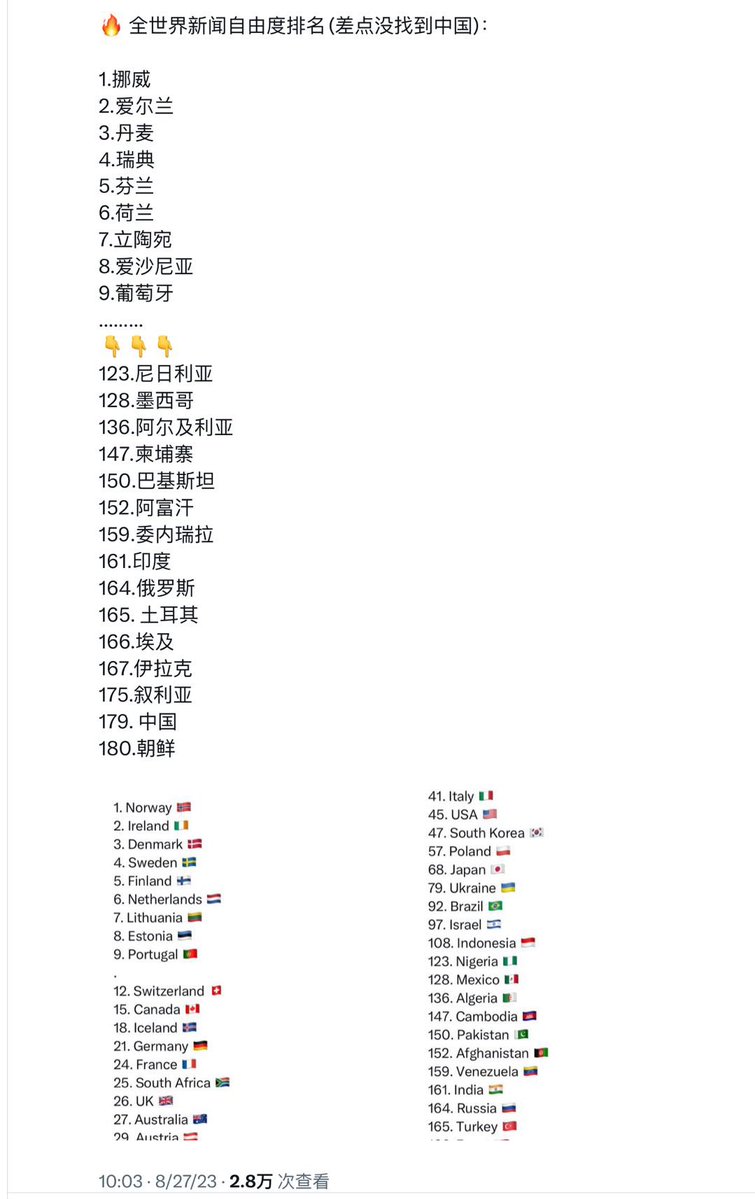 🔥 全世界新闻自由度排名(差点没找到中国):
1.挪威
2.爱尔兰
3.丹麦
4.瑞典
5.芬兰
6.荷兰
7.立陶宛
8.爱沙尼亚
9.葡萄牙
.........
👇👇👇
123.尼日利亚
128.墨西哥
136.阿尔及利亚
147.柬埔寨
150.巴基斯坦
152.阿富汗
159.委内瑞拉
161.印度
164.俄罗斯
165. 土耳其
166.埃及
167.伊拉克
175.叙利亚
179. 中国
180.朝鲜
1. Norway 🇳🇴
2. Ireland 🇮🇪
3. Denmark 🇩🇰
4. Sweden 🇸🇪
5. Finland 🇫🇮
6. Netherlands 🇳🇱
7. Lithuania 🇱🇹
8. Estonia 🇪🇪
9. Portugal 🇵🇹
.
12. Switzerland 🇨🇭
15. Canada 🇨🇦
18. Iceland 🇮🇸
21. Germany 🇩🇪
24. France 🇫🇷
25. South Africa 🇿🇦
26. UK 🇬🇧
27. Australia 🇦🇺
29. Austria 🇦🇹
41. Italy 🇮🇹
45. USA 🇺🇸
47. South Korea 🇰🇷
57. Poland 🇵🇱
68. Japan 🇯🇵
79. Ukraine 🇺🇦
92. Brazil 🇧🇷
97. Israel 🇮🇱
108. Indonesia 🇮🇩
123. Nigeria 🇳🇬
128. Mexico 🇲🇽
136. Algeria 🇩🇿
147. Cambodia 🇰🇭
150. Pakistan 🇵🇰
152. Afghanistan 🇦🇫
159. Venezuela 🇻🇪
161. India 🇮🇳
164. Russia 🇷🇺
165. Turkey 🇹🇷
10:03 · 8/27/23 · 2.8万 次查看